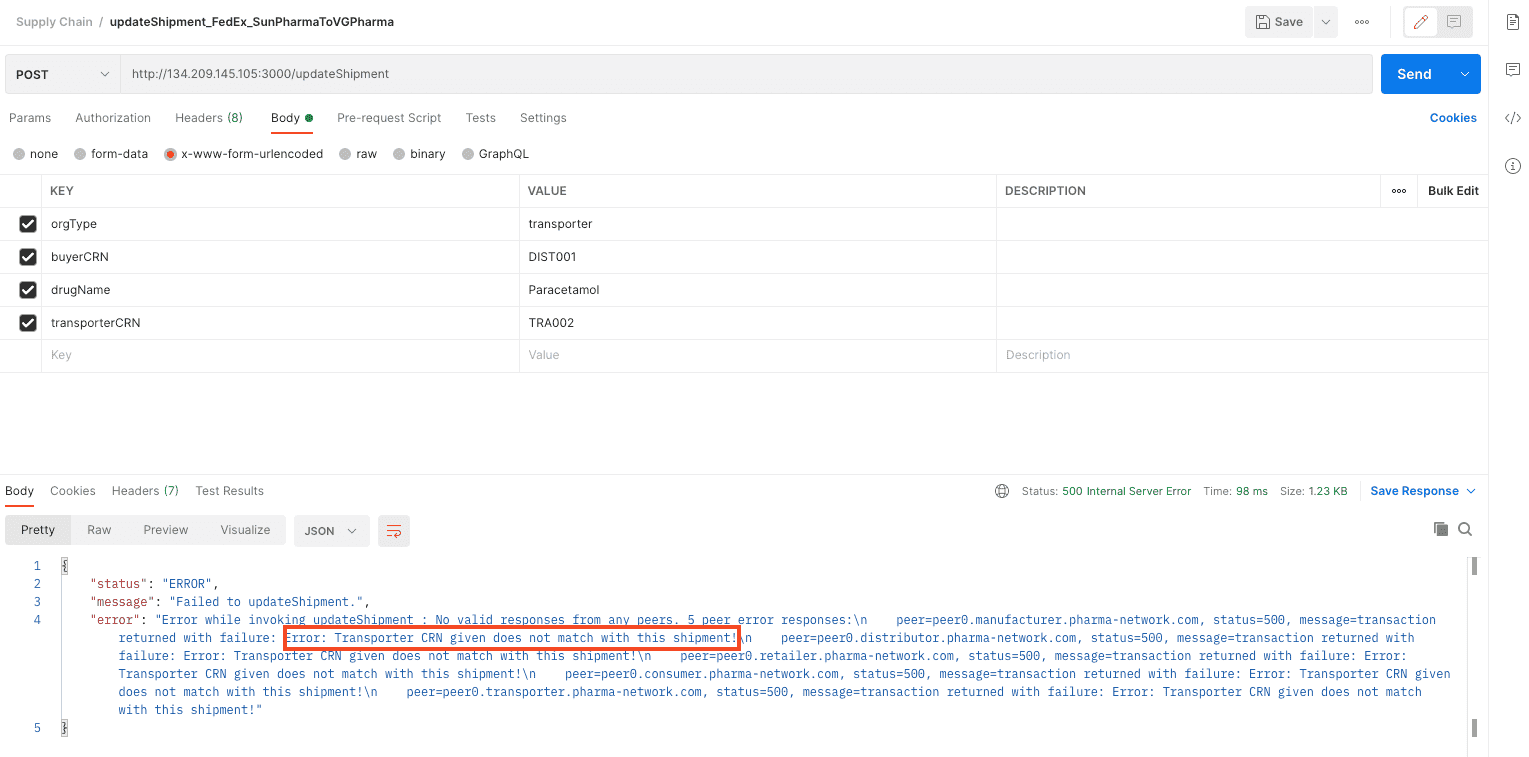 Supply Chain / updateShipment_FedEx_SunPharmaToVGPharma
Save
POST http://134.209.145.105:3000/updateShipment Send
Params Authorization Headers (8) Body Pre-request Script Tests Settings Cookies
none form-data x-www-form-urlencoded raw binary GraphQL
KEY VALUE DESCRIPTION Bulk Edit
orgType transporter
buyerCRN DIST001
drugName Paracetamol
transporterCRN TRA002
Key Value Description
Body Cookies Headers (7) Test Results Status: 500 Internal Server Error Time: 98 ms Size: 1.23 KB Save Response
Pretty Raw Preview Visualize JSON
1 {
2 "status": "ERROR",
3 "message": "Failed to updateShipment.",
4 "error": "Error while invoking updateShipment : No valid responses from any peers. 5 peer error responses:\n    peer=peer0.manufacturer.pharma-network.com, status=500, message=transaction
returned with failure: Error: Transporter CRN given does not match with this shipment!\n    peer=peer0.distributor.pharma-network.com, status=500, message=transaction returned with
failure: Error: Transporter CRN given does not match with this shipment!\n    peer=peer0.retailer.pharma-network.com, status=500, message=transaction returned with failure: Error:
Transporter CRN given does not match with this shipment!\n    peer=peer0.consumer.pharma-network.com, status=500, message=transaction returned with failure: Error: Transporter CRN given
does not match with this shipment!\n    peer=peer0.transporter.pharma-network.com, status=500, message=transaction returned with failure: Error: Transporter CRN given does not match
with this shipment!"
5 }